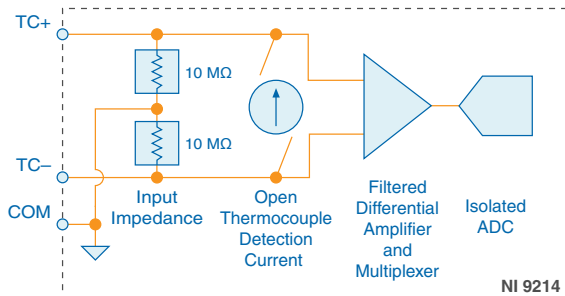 TC+
10 MΩ
10 MΩ
TC–
COM
Input
Impedance
Open
Thermocouple
Detection
Current
Filtered
Differential
Amplifier
and
Multiplexer
Isolated
ADC
NI 9214